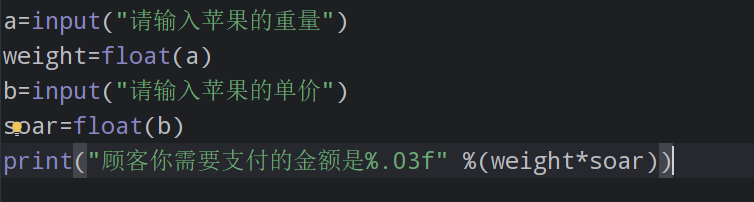 a=input("请输入苹果的重量")
weight=float(a)
b=input("请输入苹果的单价")
soar=float(b)
print("顾客你需要支付的金额是%.03f" %(weight*soar))